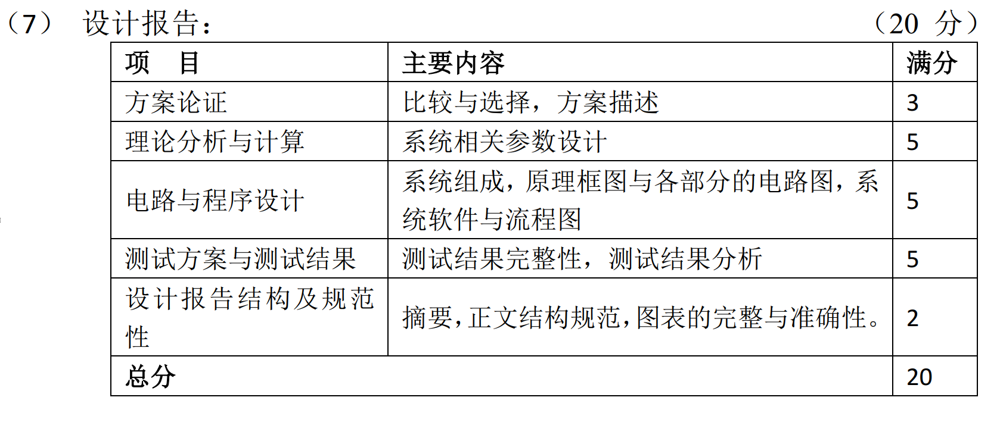 （7） 设计报告： （20 分）
项 目 主要内容 满分
方案论证 比较与选择，方案描述 3
理论分析与计算 系统相关参数设计 5
电路与程序设计 系统组成，原理框图与各部分的电路图，系
统软件与流程图 5
测试方案与测试结果 测试结果完整性，测试结果分析 5
设计报告结构及规范
性 摘要，正文结构规范，图表的完整与准确性。 2
总分 20